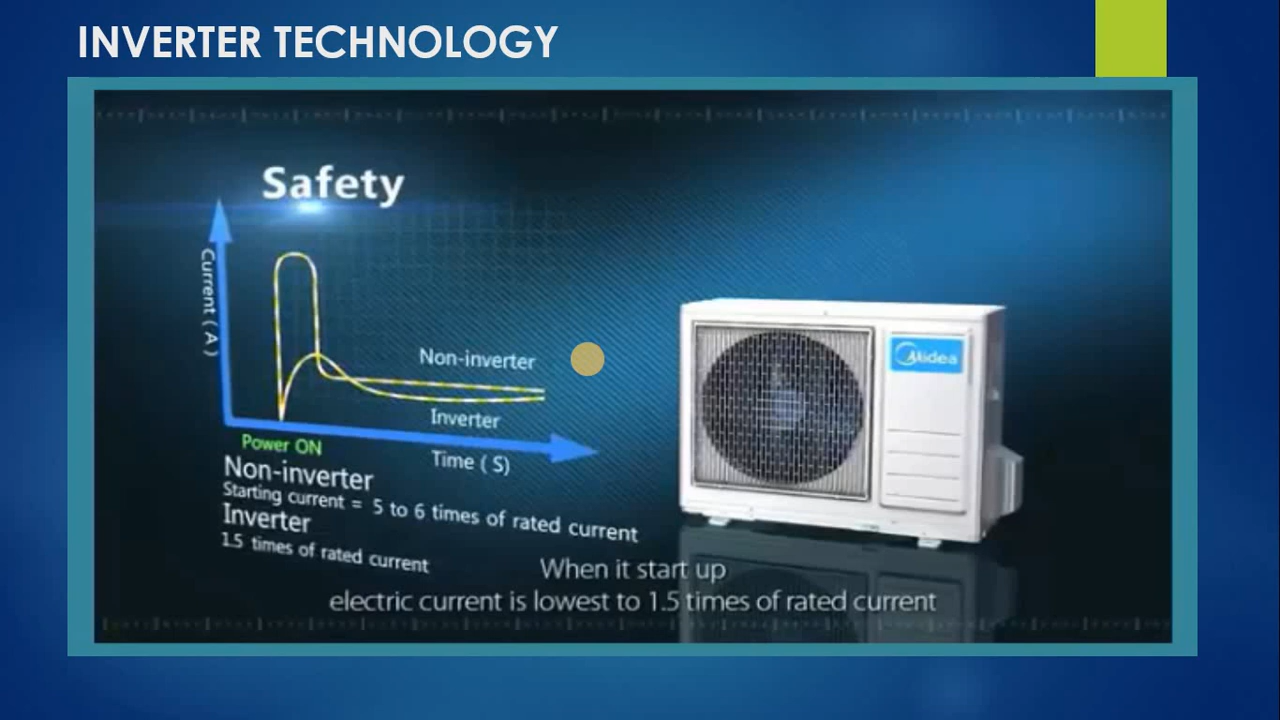 INVERTER TECHNOLOGY
Safety
Current ( A )
Non-inverter
Inverter
Power ON
Time ( S)
Non-inverter
Starting current = 5 to 6 times of rated current
Inverter
1.5 times of rated current
Midea
When it start up
electric current is lowest to 1.5 times of rated current